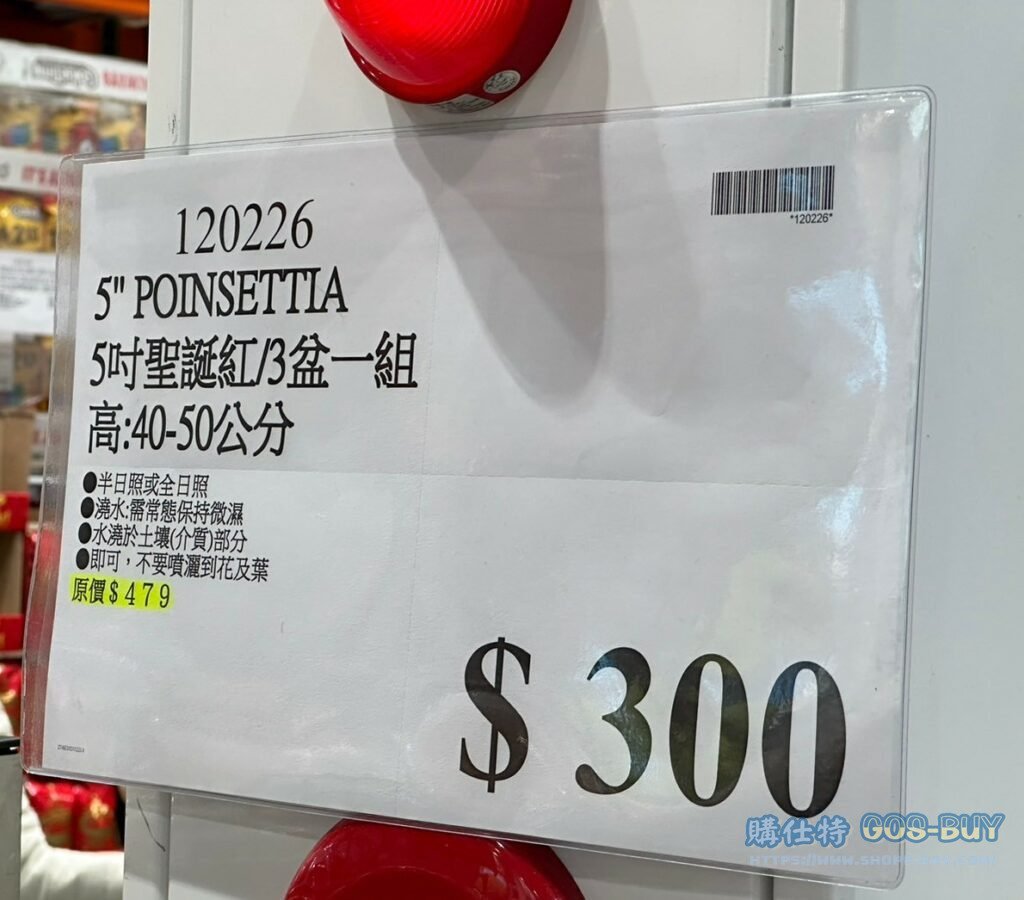 120226
*120226*
5" POINSETTIA
5吋聖誕紅/3盆一組
高:40-50公分
●半日照或全日照
●澆水:需常態保持微濕
●水澆於土壤(介質)部分
●即可，不要噴灑到花及葉
原價$479
$300
購仕特 GOS-BUY